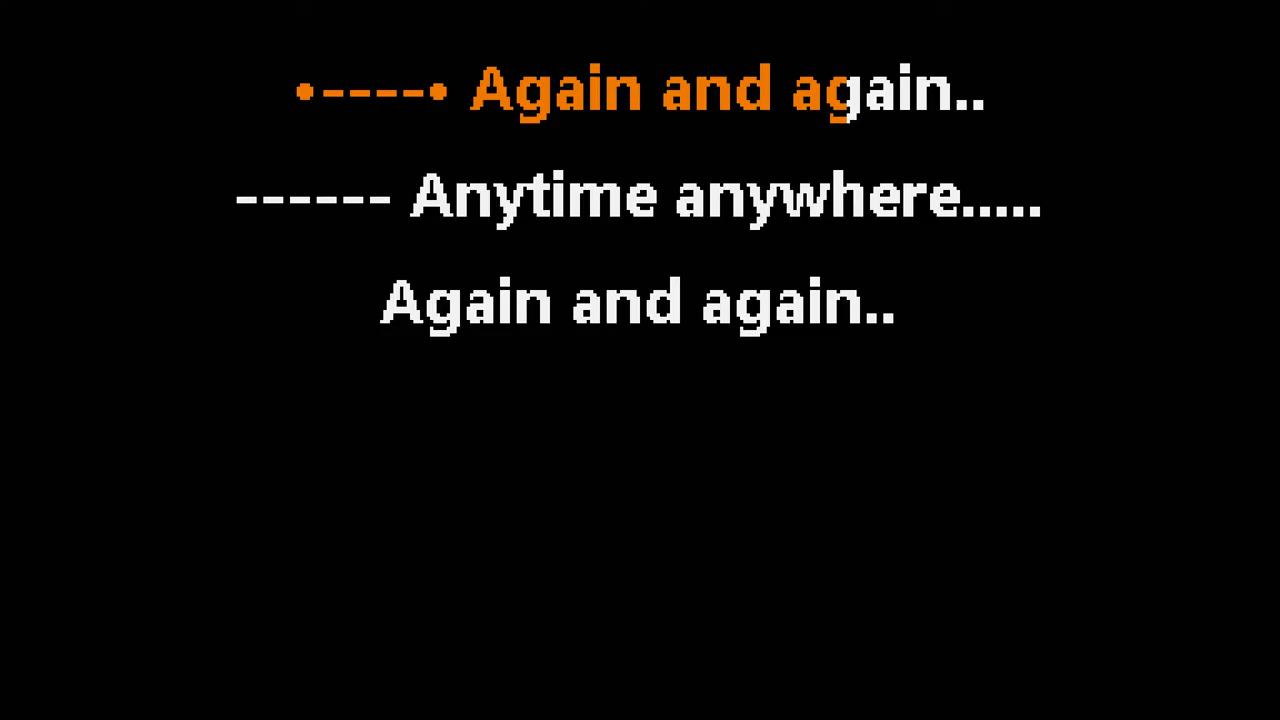 •----• Again and again..
------ Anytime anywhere.....
Again and again..